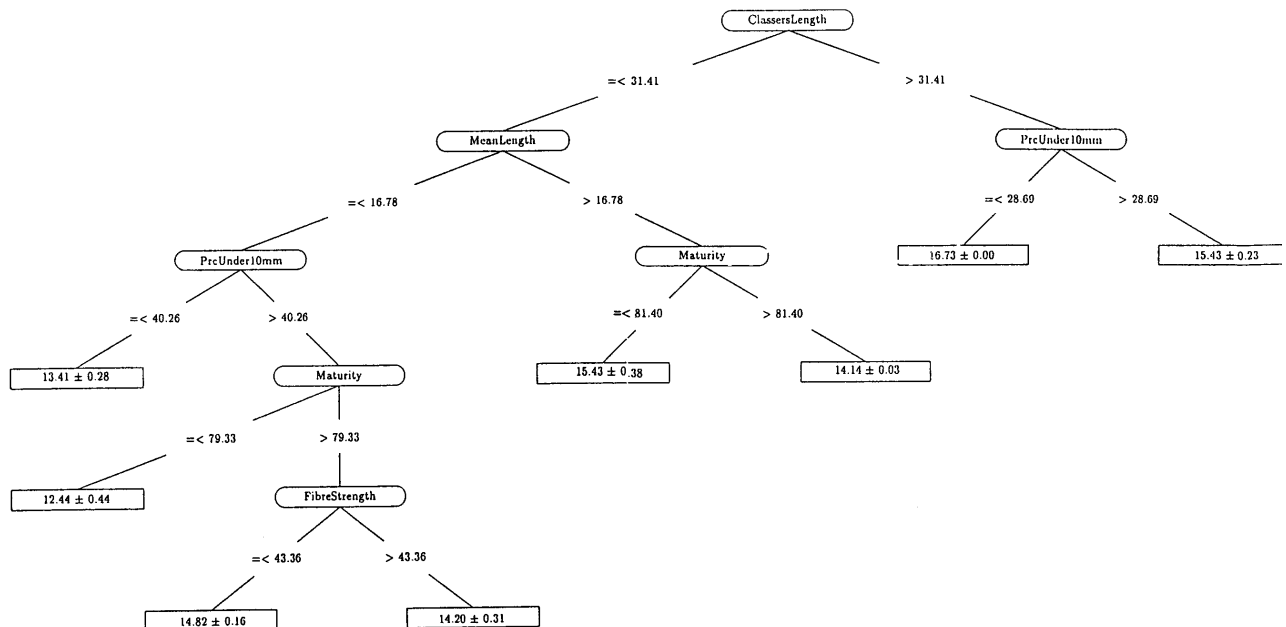 ClassersLength
=< 31.41
> 31.41
MeanLength
PrcUnder10mm
=< 16.78
> 16.78
=< 28.69
> 28.69
PrcUnder10mm
Maturity
16.73 ± 0.00
15.43 ± 0.23
=< 40.26
> 40.26
=< 81.40
> 81.40
13.41 ± 0.28
Maturity
15.43 ± 0.38
14.14 ± 0.03
=< 79.33
> 79.33
12.44 ± 0.44
FibreStrength
=< 43.36
> 43.36
14.82 ± 0.16
14.20 ± 0.31